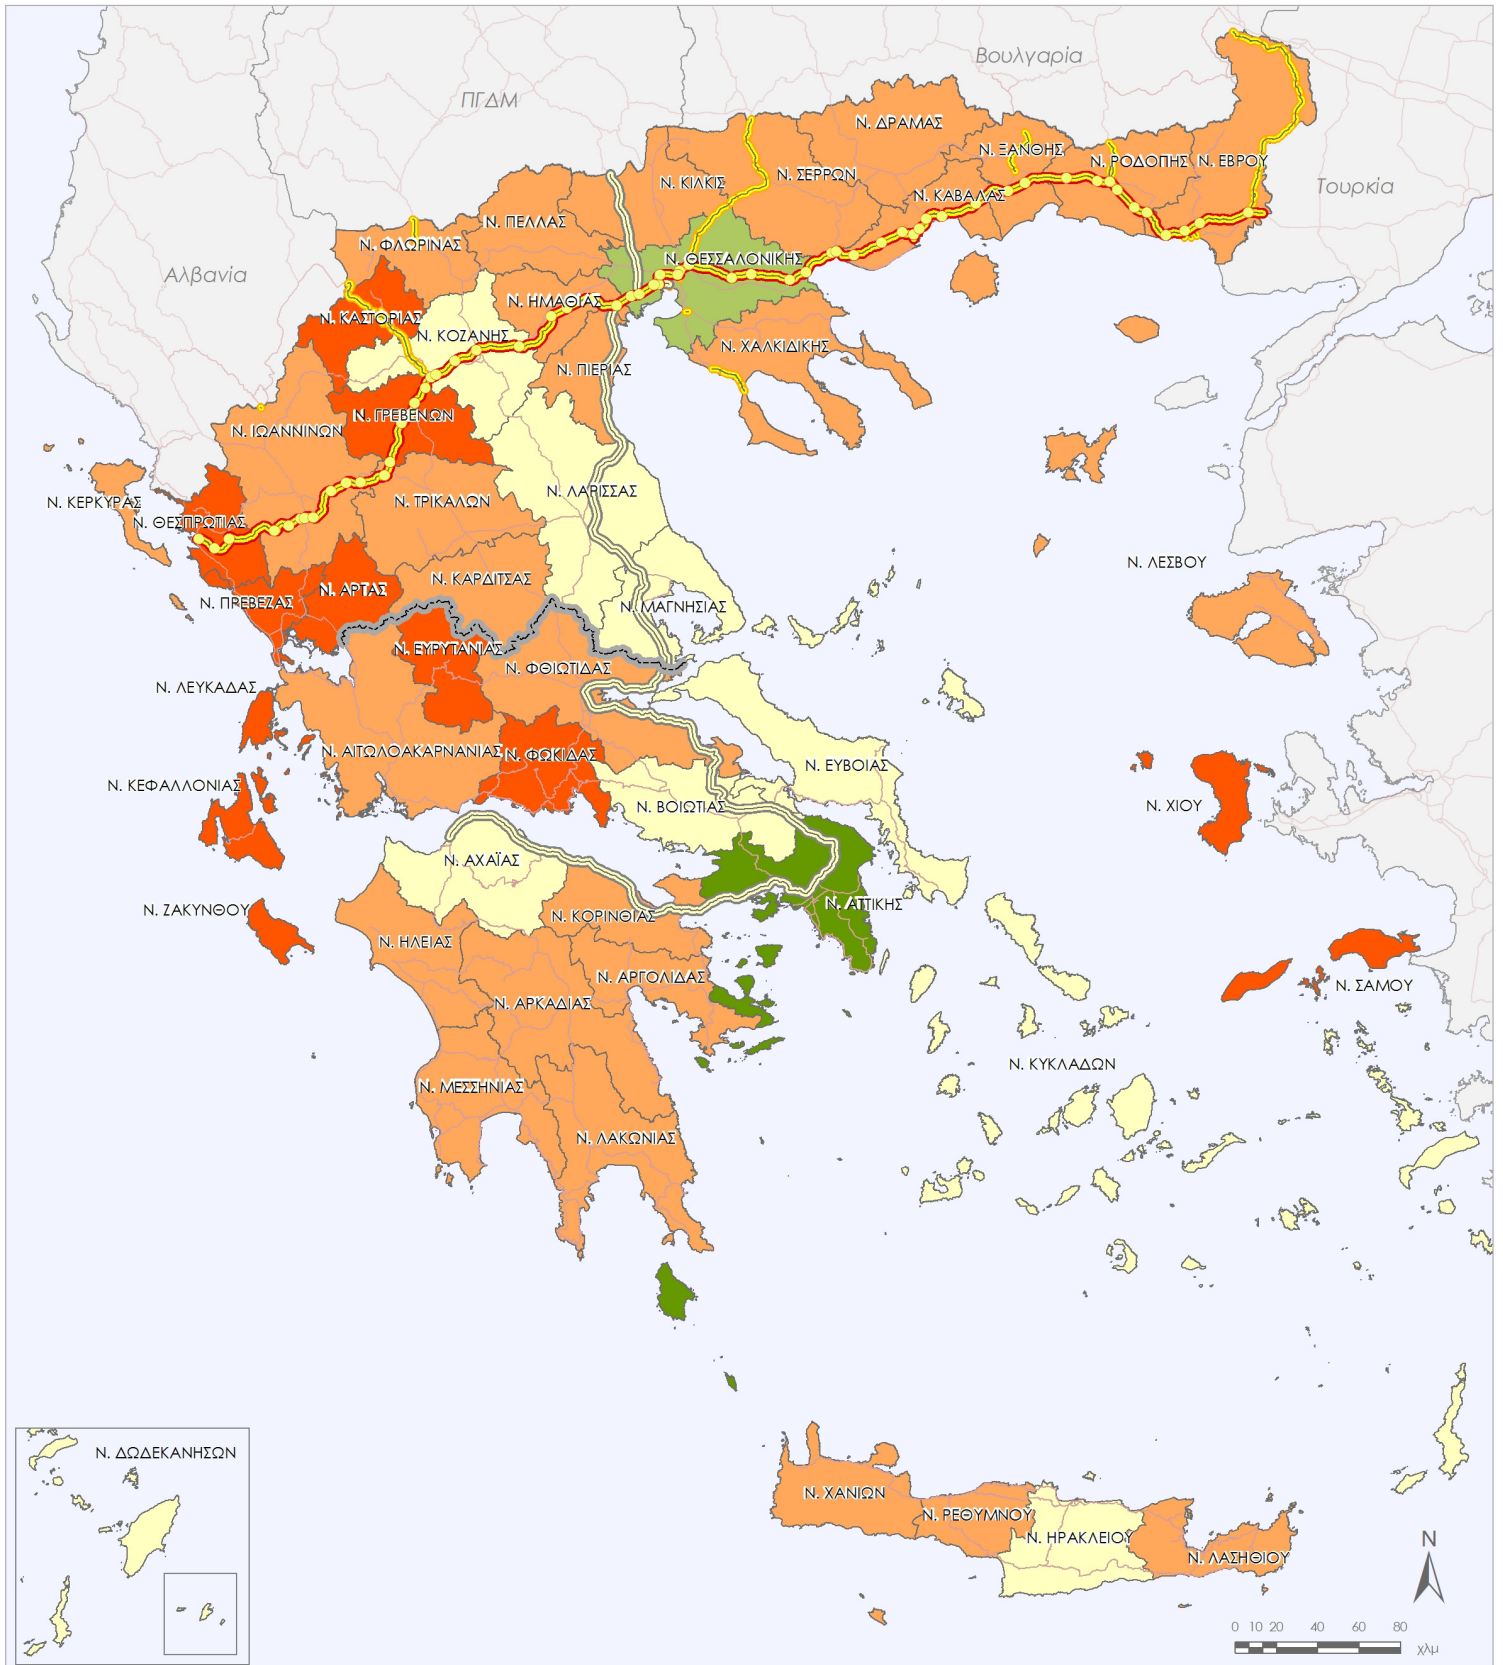 Βουλγαρία
ΠΓΔΜ
Ν. ΔΡΑΜΑΣ
Ν. ΞΑΝΘΗΣ
Ν. ΡΟΔΟΠΗΣ
Ν. ΕΒΡΟΥ
Ν. ΚΙΛΚΙΣ
Ν. ΣΕΡΡΩΝ
Τουρκία
Ν. ΚΑΒΑΛΑΣ
Ν. ΠΕΛΛΑΣ
Ν. ΦΛΩΡΙΝΑΣ
Ν. ΘΕΣΣΑΛΟΝΙΚΗΣ
Αλβανία
Ν. ΗΜΑΘΙΑΣ
Ν. ΚΑΣΤΟΡΙΑΣ
Ν. ΚΟΖΑΝΗΣ
Ν. ΧΑΛΚΙΔΙΚΗΣ
Ν. ΠΙΕΡΙΑΣ
Ν. ΓΡΕΒΕΝΩΝ
Ν. ΙΩΑΝΝΙΝΩΝ
Ν. ΛΑΡΙΣΣΑΣ
Ν. ΚΕΡΚΥΡΑΣ
Ν. ΤΡΙΚΑΛΩΝ
Ν. ΘΕΣΠΡΩΤΙΑΣ
Ν. ΛΕΣΒΟΥ
Ν. ΚΑΡΔΙΤΣΑΣ
Ν. ΑΡΤΑΣ
Ν. ΠΡΕΒΕΖΑΣ
Ν. ΜΑΓΝΗΣΙΑΣ
Ν. ΕΥΡΥΤΑΝΙΑΣ
Ν. ΦΘΙΩΤΙΔΑΣ
Ν. ΛΕΥΚΑΔΑΣ
Ν. ΑΙΤΩΛΟΑΚΑΡΝΑΝΙΑΣ
Ν. ΦΩΚΙΔΑΣ
Ν. ΕΥΒΟΙΑΣ
Ν. ΚΕΦΑΛΛΟΝΙΑΣ
Ν. ΒΟΙΩΤΙΑΣ
Ν. ΧΙΟΥ
Ν. ΑΧΑΪΑΣ
Ν. ΖΑΚΥΝΘΟΥ
Ν. ΚΟΡΙΝΘΙΑΣ
Ν. ΑΤΤΙΚΗΣ
Ν. ΗΛΕΙΑΣ
Ν. ΑΡΓΟΛΙΔΑΣ
Ν. ΣΑΜΟΥ
Ν. ΑΡΚΑΔΙΑΣ
Ν. ΚΥΚΛΑΔΩΝ
Ν. ΜΕΣΣΗΝΙΑΣ
Ν. ΛΑΚΩΝΙΑΣ
Ν. ΔΩΔΕΚΑΝΗΣΩΝ
Ν. ΧΑΝΙΩΝ
Ν. ΡΕΘΥΜΝΟΥ
Ν. ΗΡΑΚΛΕΙΟΥ
Ν. ΛΑΣΗΘΙΟΥ
N
0 10 20 40 60 80
χλμ